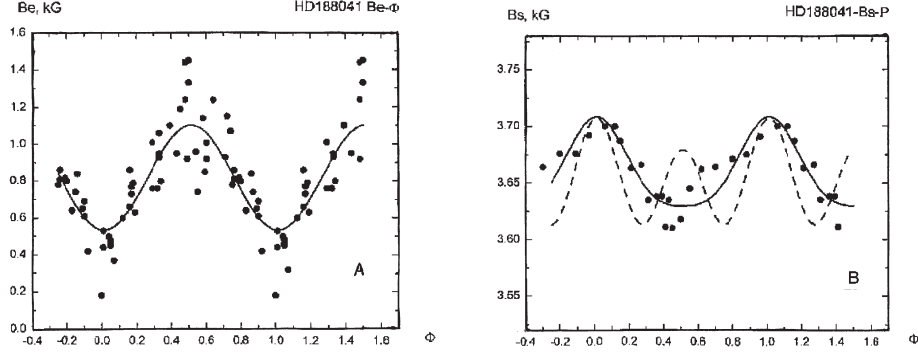 Be, kG
HD188041 Be-Φ
1.6
1.4
1.2
1.0
0.8
0.6
0.4
0.2
0.0
A
-0.4 -0.2 0.0 0.2 0.4 0.6 0.8 1.0 1.2 1.4 1.6 Φ
Bs, kG
HD188041-Bs-P
3.75
3.70
3.65
3.60
3.55
B
-0.4 -0.2 0.0 0.2 0.4 0.6 0.8 1.0 1.2 1.4 1.6 Φ